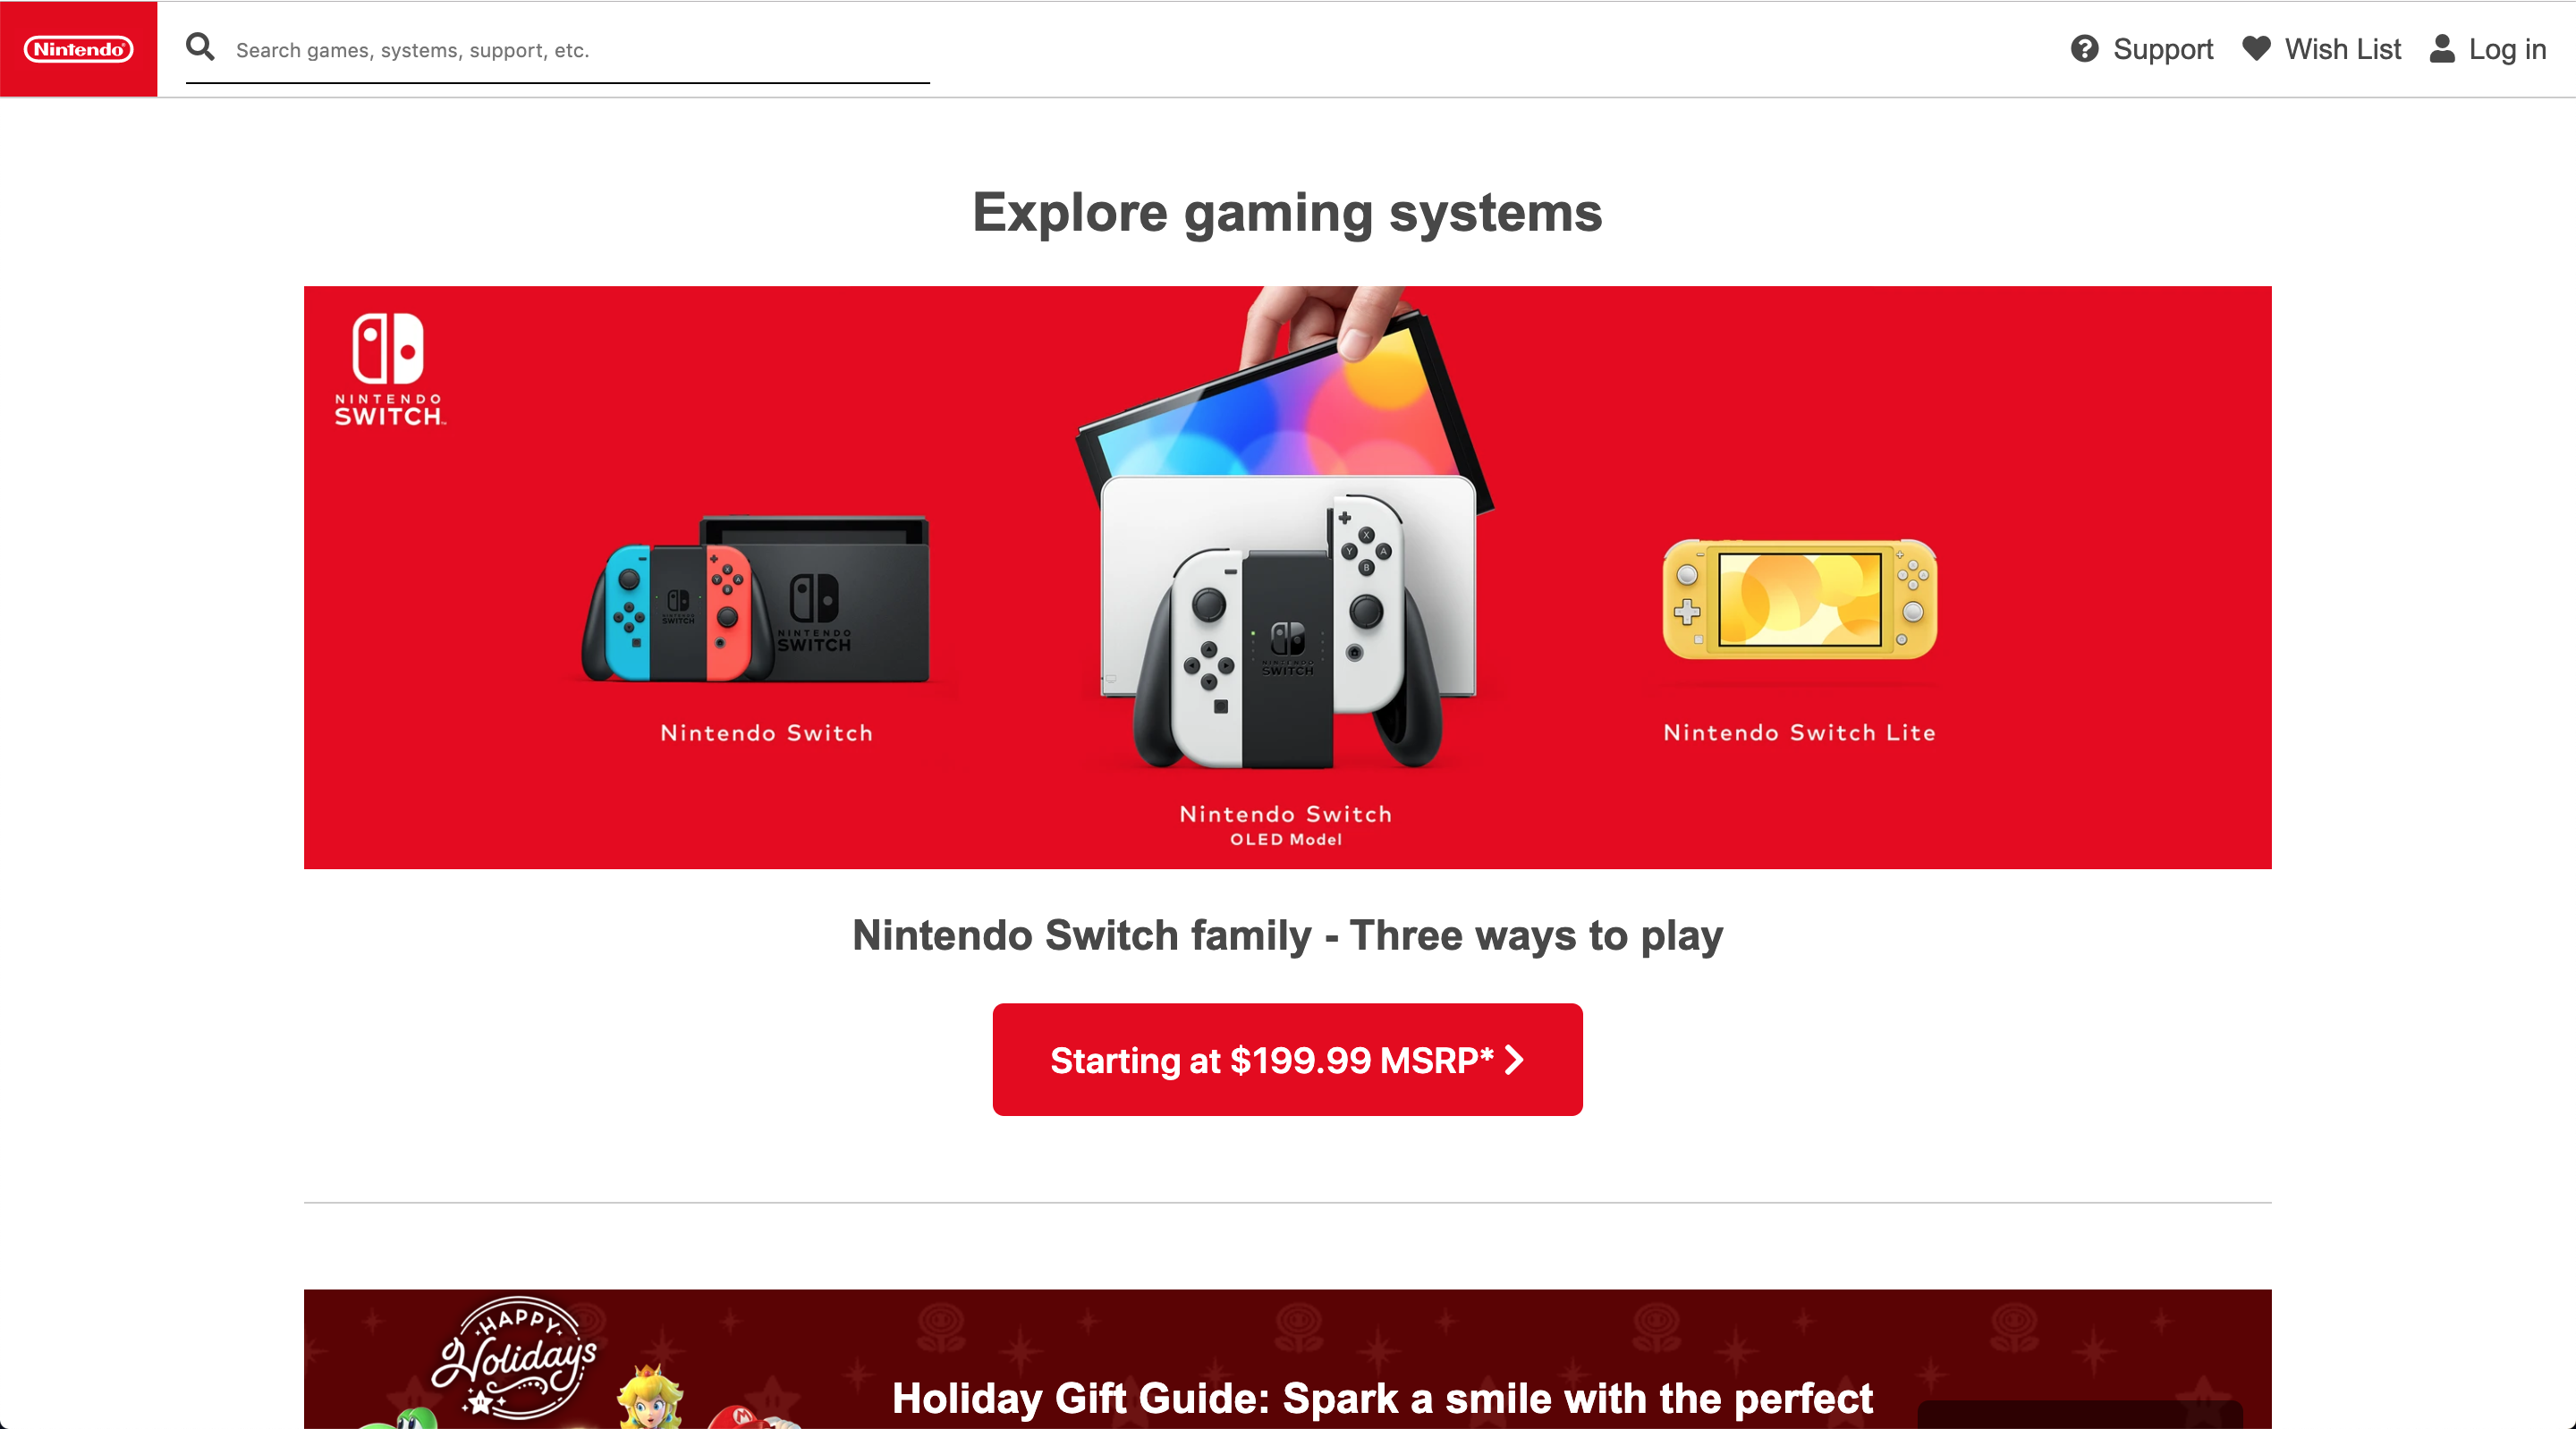 Nintendo
Search games, systems, support, etc.
Support
Wish List
Log in
Explore gaming systems
NINTENDO
SWITCH
NINTENDO
SWITCH
NINTENDO
SWITCH
NINTENDO
SWITCH
X
Y
A
B
Nintendo Switch
Nintendo Switch
OLED Model
Nintendo Switch Lite
Nintendo Switch family - Three ways to play
Starting at $199.99 MSRP*
HAPPY
Holidays
M
Holiday Gift Guide: Spark a smile with the perfect